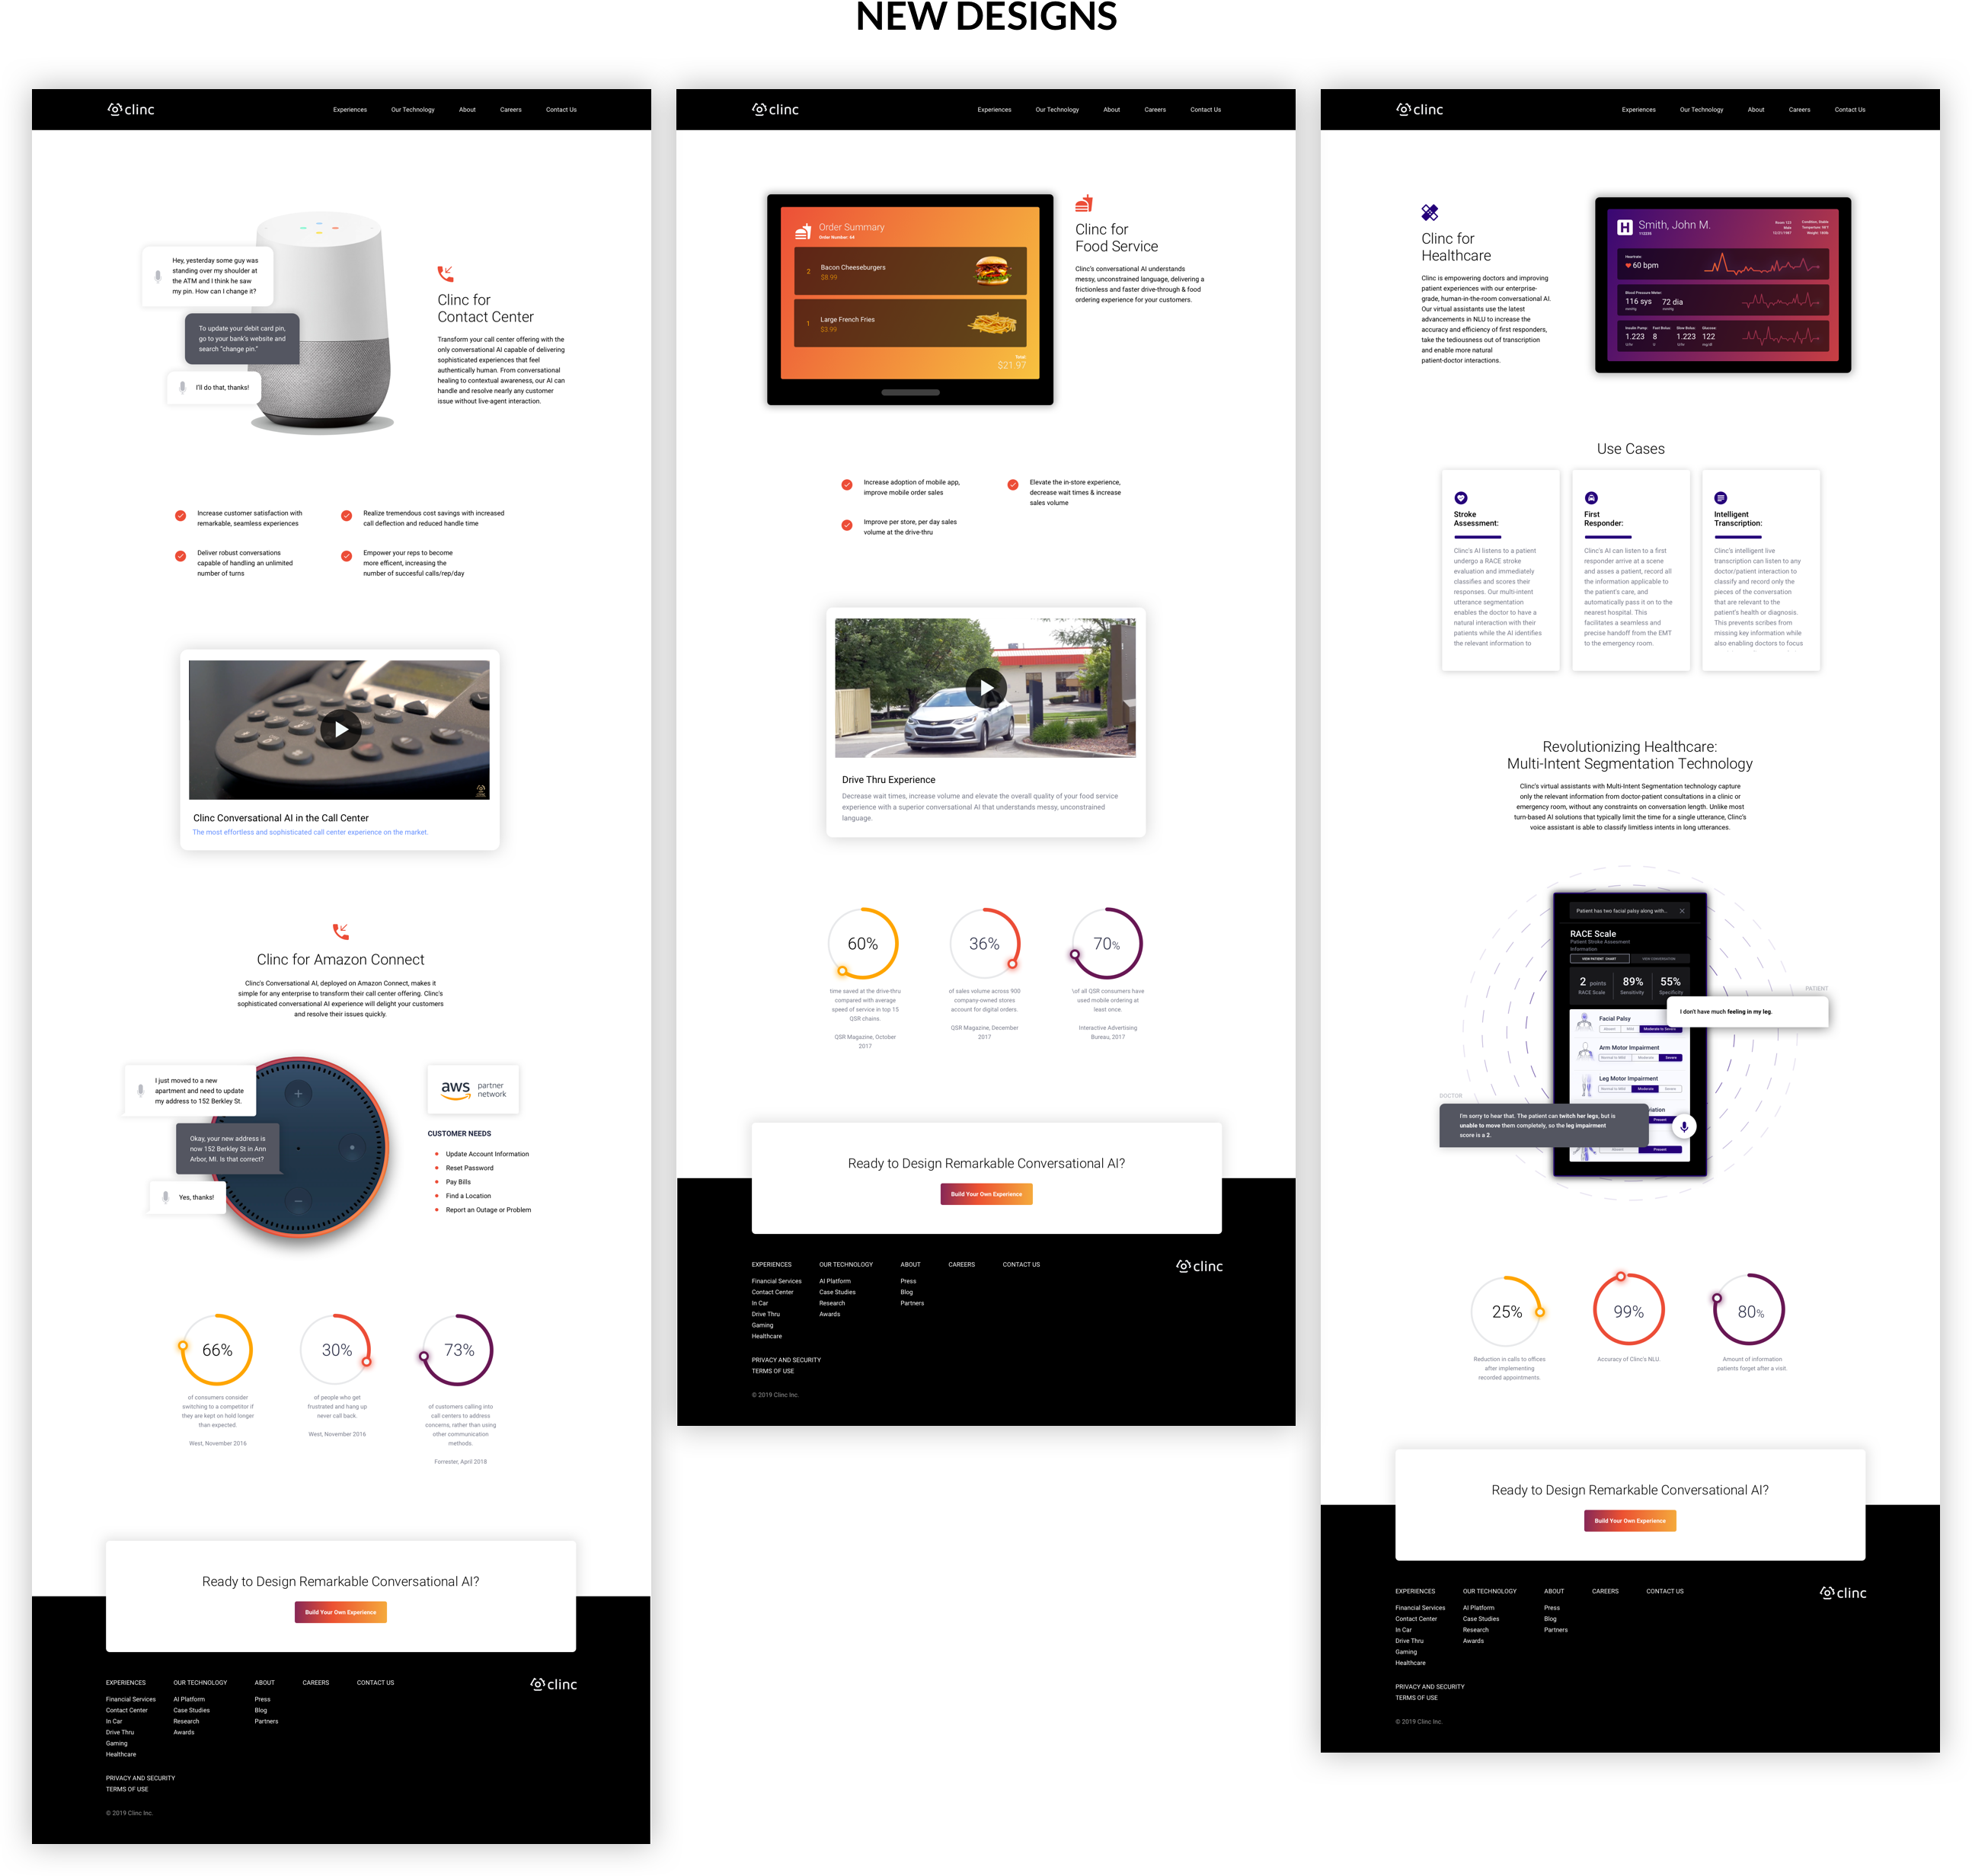 NEW DESIGNS
clinc
Experiences
Our Technology
About
Careers
Contact Us
Hey, yesterday some guy was
standing over my shoulder at
the ATM and I think he saw
my pin. How can I change it?
To update your debit card pin,
go to your bank's website and
search "change pin."
I'll do that, thanks!
Clinc for
Contact Center
Transform your call center offering with the
only conversational AI capable of delivering
sophisticated experiences that feel
authentically human. From conversational
healing to contextual awareness, our AI can
handle and resolve nearly any customer
issue without live-agent interaction.
Increase customer satisfaction with
remarkable, seamless experiences
Realize tremendous cost savings with increased
call deflection and reduced handle time
Deliver robust conversations
capable of handling an unlimited
number of turns
Empower your reps to become
more efficent, increasing the
number of succesful calls/rep/day
Clinc Conversational AI in the Call Center
The most effortless and sophisticated call center experience on the market.
Clinc for Amazon Connect
Clinc's Conversational AI, deployed on Amazon Connect, makes it
simple for any enterprise to transform their call center offering. Clinc's
sophisticated conversational AI experience will delight your customers
and resolve their issues quickly.
I just moved to a new
apartment and need to update
my address to 152 Berkley St.
Okay, your new address is
now 152 Berkley St in Ann
Arbor, MI. Is that correct?
Yes, thanks!
aws partner
network
CUSTOMER NEEDS
Update Account Information
Reset Password
Pay Bills
Find a Location
Report an Outage or Problem
66%
of consumers consider
switching to a competitor if
they are kept on hold longer
than expected.
West, November 2016
30%
of people who get
frustrated and hang up
never call back.
West, November 2016
73%
of customers calling into
call centers to address
concerns, rather than using
other communication
methods.
Forrester, April 2018
Ready to Design Remarkable Conversational AI?
Build Your Own Experience
EXPERIENCES
Financial Services
Contact Center
In Car
Drive Thru
Gaming
Healthcare
OUR TECHNOLOGY
AI Platform
Case Studies
Research
Awards
ABOUT
Press
Blog
Partners
CAREERS
CONTACT US
clinc
PRIVACY AND SECURITY
TERMS OF USE
© 2019 Clinc Inc.
clinc
Experiences
Our Technology
About
Careers
Contact Us
Order Summary
Order Number: 64
2
Bacon Cheeseburgers
$8.99
1
Large French Fries
$3.99
Total:
$21.97
Clinc for
Food Service
Clinc's conversational AI understands
messy, unconstrained language, delivering a
frictionless and faster drive-through & food
ordering experience for your customers.
Increase adoption of mobile app,
improve mobile order sales
Elevate the in-store experience,
decrease wait times & increase
sales volume
Improve per store, per day sales
volume at the drive-thru
Drive Thru Experience
Decrease wait times, increase volume and elevate the overall quality of your food service
experience with a superior conversational AI that understands messy, unconstrained
language.
60%
time saved at the drive-thru
compared with average
speed of service in top 15
QSR chains.
QSR Magazine, October
2017
36%
of sales volume across 900
company-owned stores
account for digital orders.
QSR Magazine, December
2017
70%
\of all QSR consumers have
used mobile ordering at
least once.
Interactive Advertising
Bureau, 2017
Ready to Design Remarkable Conversational AI?
Build Your Own Experience
EXPERIENCES
Financial Services
Contact Center
In Car
Drive Thru
Gaming
Healthcare
OUR TECHNOLOGY
AI Platform
Case Studies
Research
Awards
ABOUT
Press
Blog
Partners
CAREERS
CONTACT US
clinc
PRIVACY AND SECURITY
TERMS OF USE
© 2019 Clinc Inc.
clinc
Experiences
Our Technology
About
Careers
Contact Us
Clinc for
Healthcare
Clinc is empowering doctors and improving
patient experiences with our enterprise-
grade, human-in-the-room conversational AI.
Our virtual assistants use the latest
advancements in NLU to increase the
accuracy and efficiency of first responders,
take the tediousness out of transcription
and enable more natural
patient-doctor interactions.
H
Smith, John M.
Heartrate:
60 bpm
Blood Pressure Meter:
116 sys
72 dia
Insulin Pump:
1.223
Fast Bolus:
8
Slow Bolus:
1.223
Glucose:
122
Use Cases
Stroke
Assessment:
Clinc's AI listens to a patient
undergo a RACE stroke
evaluation and immediately
classifies and scores their
responses. Our multi-intent
utterance segmentation
enables the doctor to have a
natural interaction with their
patients while the AI identifies
the relevant information to
First
Responder:
Clinc's AI can listen to a first
responder arrive at a scene
and asses a patient, record all
the information applicable to
the patient's care, and
automatically pass it on to the
nearest hospital. This
facilitates a seamless and
precise handoff from the EMT
to the emergency room.
Intelligent
Transcription:
Clinc's intelligent live
transcription can listen to any
doctor/patient interaction to
classify and record only the
pieces of the conversation
that are relevant to the
patient's health or diagnosis.
This prevents scribes from
missing key information while
also enabling doctors to focus
Revolutionizing Healthcare:
Multi-Intent Segmentation Technology
Clinc's virtual assistants with Multi-Intent Segmentation technology capture
only the relevant information from doctor-patient consultations in a clinic or
emergency room, without any constraints on conversation length. Unlike most
turn-based AI solutions that typically limit the time for a single utterance, Clinc's
voice assistant is able to classify limitless intents in long utterances.
Patient has two facial palsy along with...
RACE Scale
Patient Stroke Assesment
Information
VIEW PATIENT CHART
VIEW CONVERSATION
2 points
RACE Scale
89%
Sensitivity
55%
Specificity
PATIENT
I don't have much feeling in my leg.
Facial Palsy
Absent
Mild
Moderate to Severe
Arm Motor Impairment
Normal to Mild
Moderate
Severe
Leg Motor Impairment
Normal to Mild
Moderate
Severe
DOCTOR
I'm sorry to hear that. The patient can twitch her legs, but is
unable to move them completely, so the leg impairment
score is a 2.
viation
Present
Absent
Present
25%
Reduction in calls to offices
after implementing
recorded appointments.
99%
Accuracy of Clinc's NLU.
80%
Amount of information
patients forget after a visit.
Ready to Design Remarkable Conversational AI?
Build Your Own Experience
EXPERIENCES
Financial Services
Contact Center
In Car
Drive Thru
Gaming
Healthcare
OUR TECHNOLOGY
AI Platform
Case Studies
Research
Awards
ABOUT
Press
Blog
Partners
CAREERS
CONTACT US
clinc
PRIVACY AND SECURITY
TERMS OF USE
© 2019 Clinc Inc.